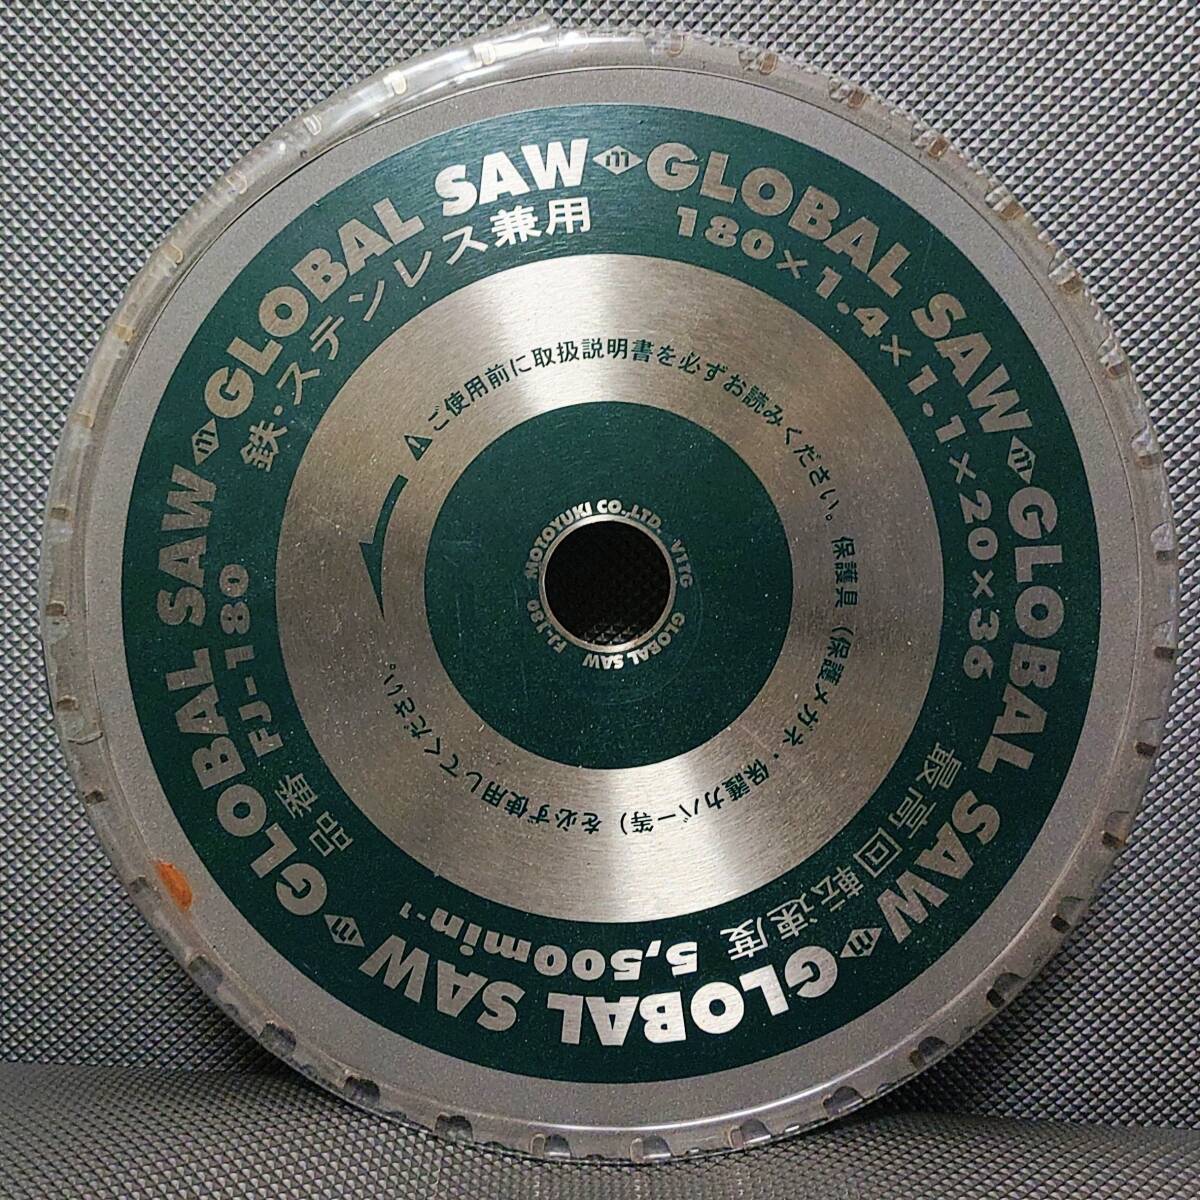 GLOBAL SAW GLOBAL SAW GLOBAL SAW GLOBAL SAW GLOBAL SAW
鉄・ステンレス兼用
180×1.4×1.1×20×36
最高回転速度 5,500min⁻¹
品番 FJ-180
⚠ご使用前に取扱説明書を必ずお読みください。保護具（保護メガネ・保護カバー等）を必ず使用してください。
MOTOYUKI CO.,LTD.
GLOBAL SAW FJ-180